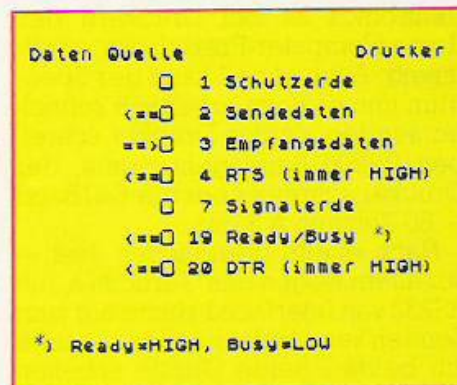 Daten Quelle Drucker
▯ 1 Schutzerde
<==▯ 2 Sendedaten
==>▯ 3 Empfangsdaten
<==▯ 4 RTS (immer HIGH)
▯ 7 Signalerde
<==▯ 19 Ready/Busy *)
<==▯ 20 DTR (immer HIGH)
*) Ready=HIGH, Busy=LOW